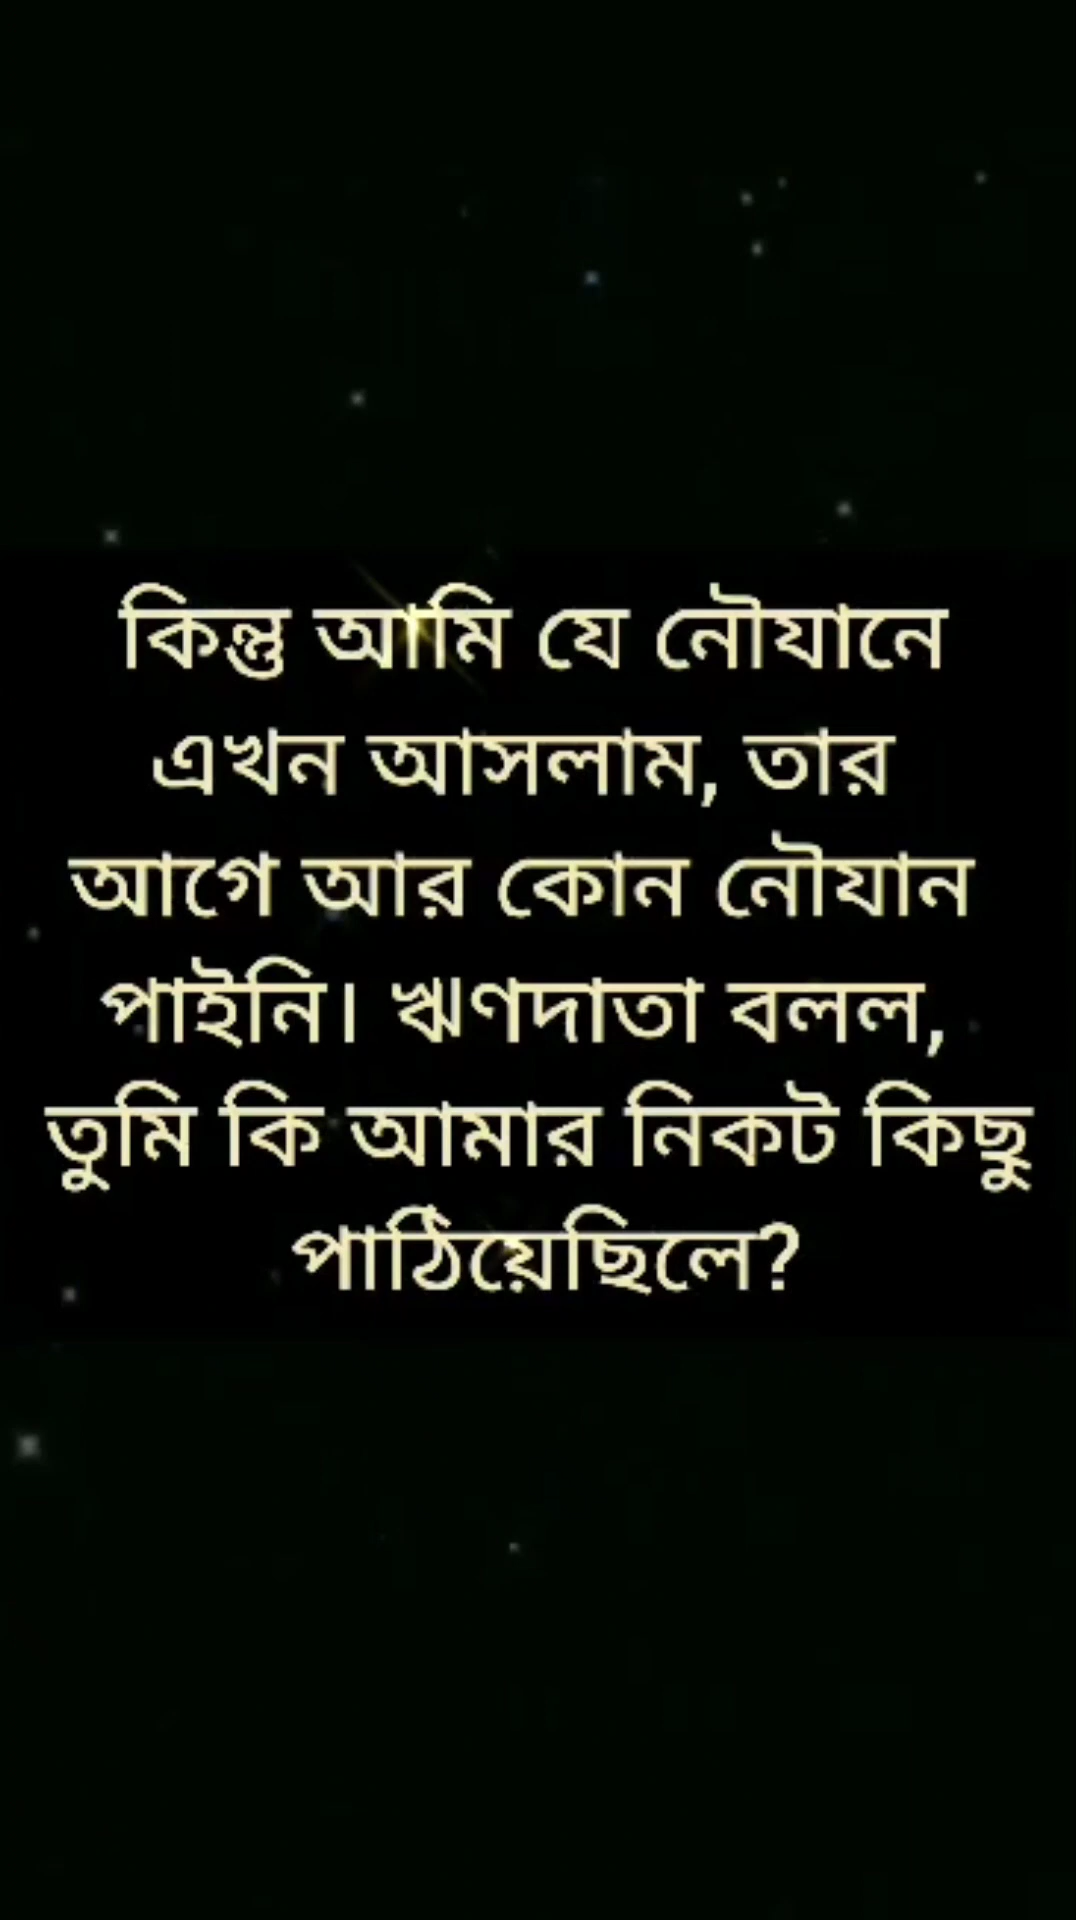 কিন্তু আমি যে নৌযানে
এখন আসলাম, তার
আগে আর কোন নৌযান
পাইনি। ঋণদাতা বলল,
তুমি কি আমার নিকট কিছু
পাঠিয়েছিলে?